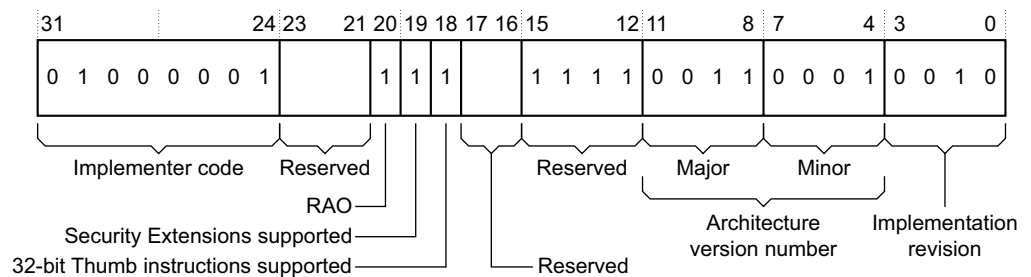 31 24 23 21 20 19 18 17 16 15 12 11 8 7 4 3 0
0 1 0 0 0 0 0 1 1 1 1 1 1 1 1 0 0 1 1 0 0 0 1 0 0 1 0
Implementer code Reserved Reserved Major Minor
RAO
Security Extensions supported
32-bit Thumb instructions supported
Reserved
Architecture
version number
Implementation
revision